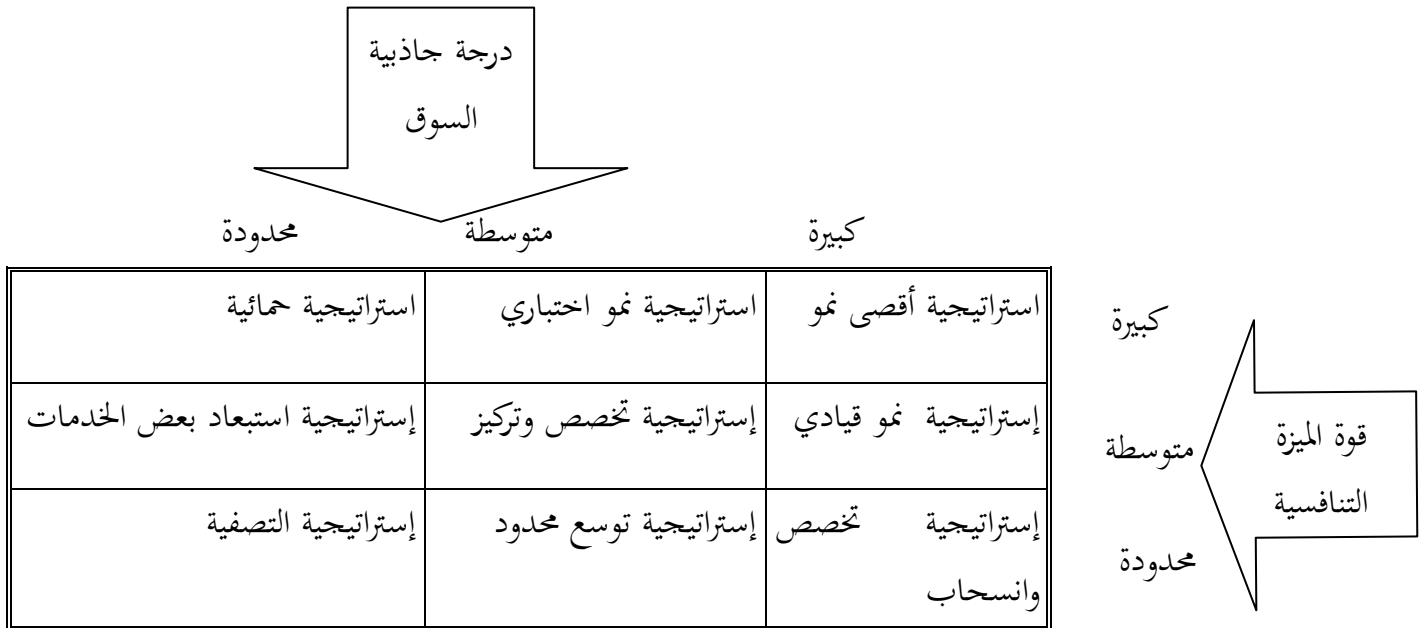 درجة جاذبية
السوق
كبيرة متوسطة محدودة
كبيرة
استراتيجية أقصى نمو
استراتيجية نمو اختباري
استراتيجية حمائية
قوة الميزة
التنافسية
متوسطة
إستراتيجية نمو قيادي
إستراتيجية تخصص وتركيز
إستراتيجية استبعاد بعض الخدمات
محدودة
إستراتيجية تخصص
وانسحاب
إستراتيجية توسع محدود
إستراتيجية التصفية